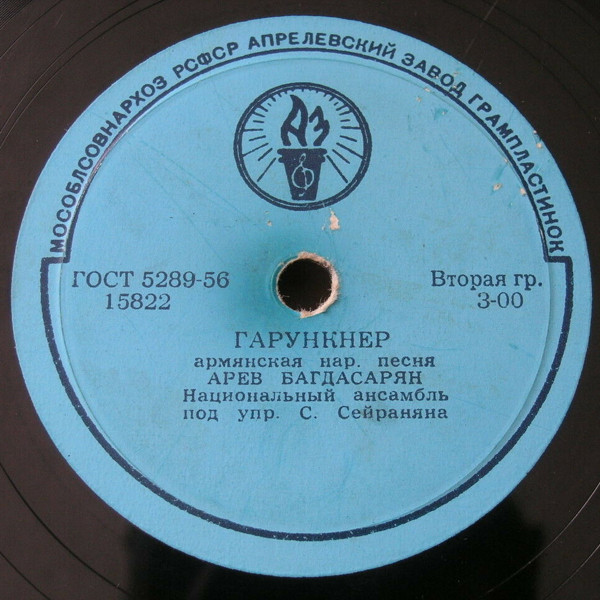 МОСОБЛСОВНАРХОЗ РСФСР АПРЕЛЕВСКИЙ ЗАВОД ГРАМПЛАСТИНОК
АЗ
ГОСТ 5289-56
15822
Вторая гр.
3-00
ГАРУНКНЕР
армянская нар. песня
АРЕВ БАГДАСАРЯН
Национальный ансамбль
под упр. С. Сейраняна